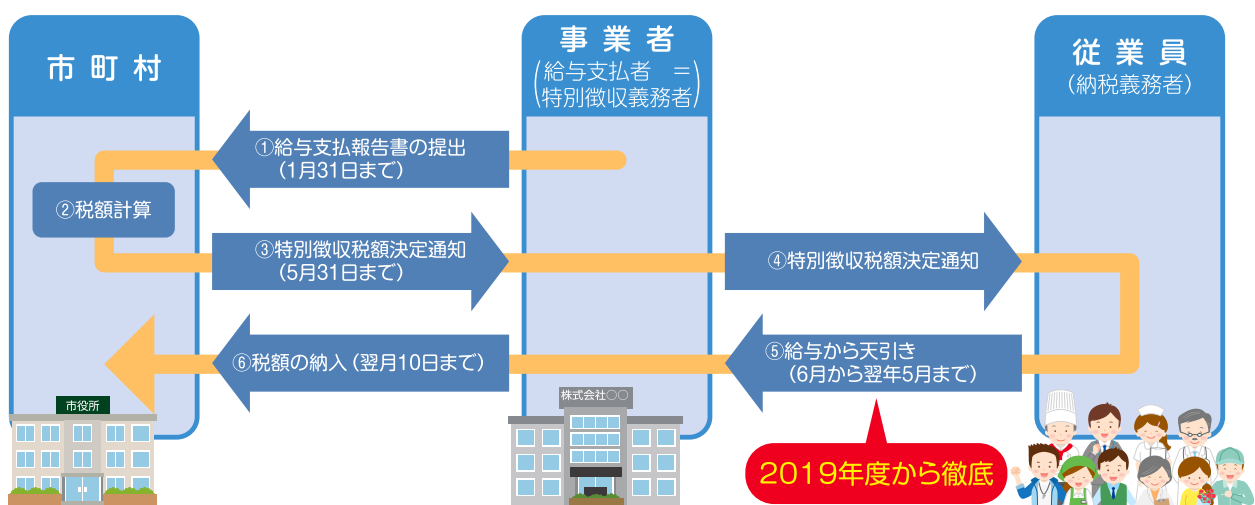 市町村
事業者
(給与支払者 =
特別徴収義務者)
従業員
(納税義務者)
①給与支払報告書の提出
(1月31日まで)
②税額計算
③特別徴収税額決定通知
(5月31日まで)
④特別徴収税額決定通知
⑤給与から天引き
(6月から翌年5月まで)
⑥税額の納入(翌月10日まで)
市役所
株式会社○○
2019年度から徹底